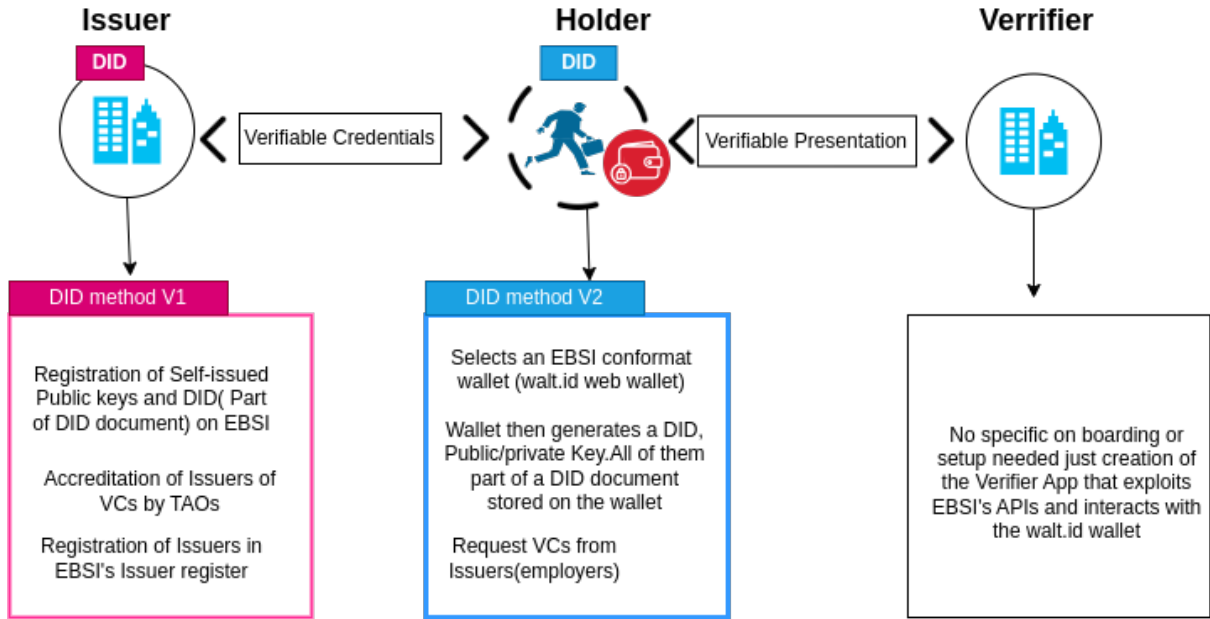 Issuer
Holder
Verrifier
DID
DID
Verifiable Credentials
Verifiable Presentation
DID method V1
Registration of Self-issued
Public keys and DID( Part
of DID document) on EBSI
Accreditation of Issuers of
VCs by TAOs
Registration of Issuers in
EBSI's Issuer register
DID method V2
Selects an EBSI conformat
wallet (walt.id web wallet)
Wallet then generates a DID,
Public/private Key.All of them
part of a DID document
stored on the wallet
Request VCs from
Issuers(employers)
No specific on boarding or
setup needed just creation of
the Verifier App that exploits
EBSI's APIs and interacts with
the walt.id wallet